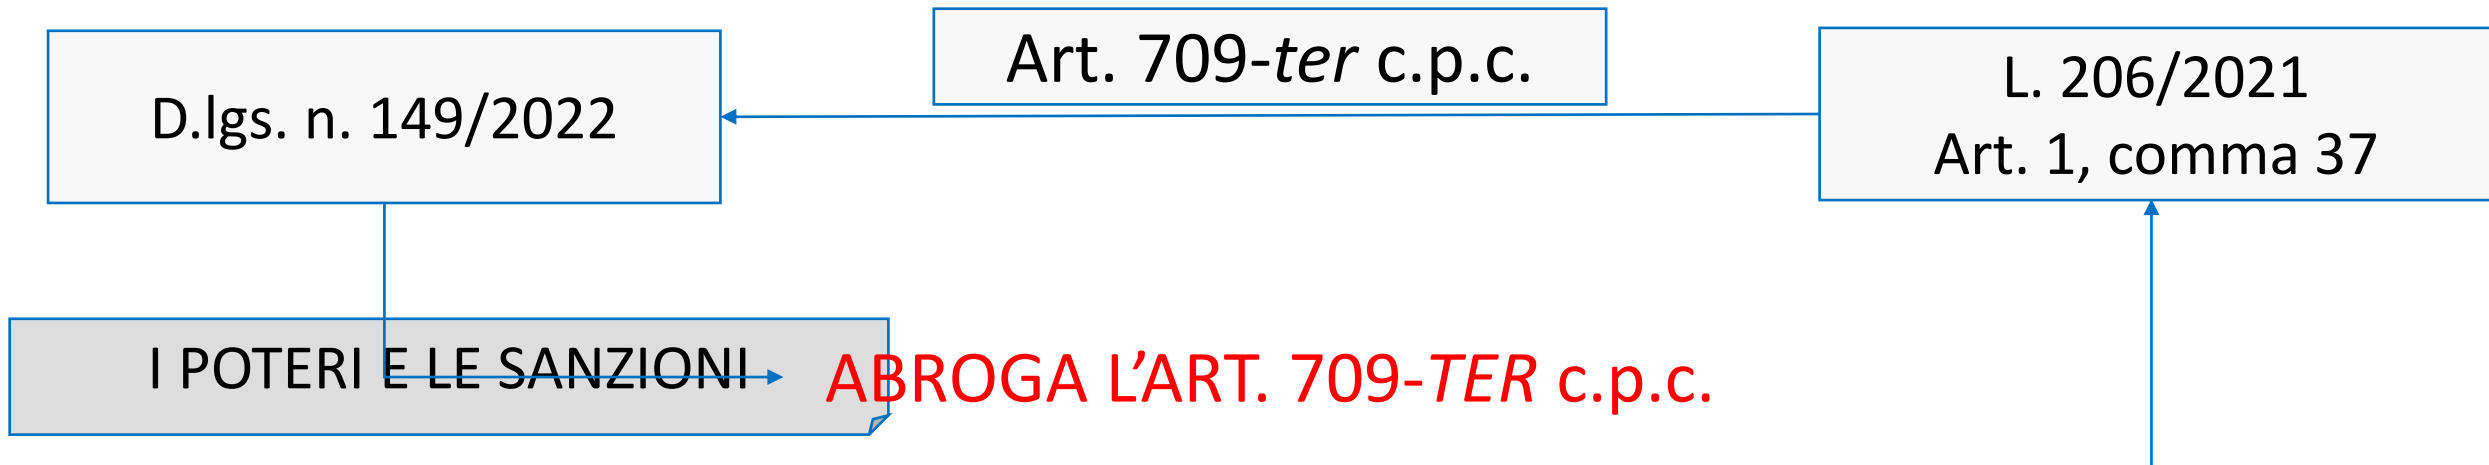 Art. 709-ter c.p.c.
D.lgs. n. 149/2022
L. 206/2021
Art. 1, comma 37
I POTERI E LE SANZIONI
ABROGA L’ART. 709-TER c.p.c.